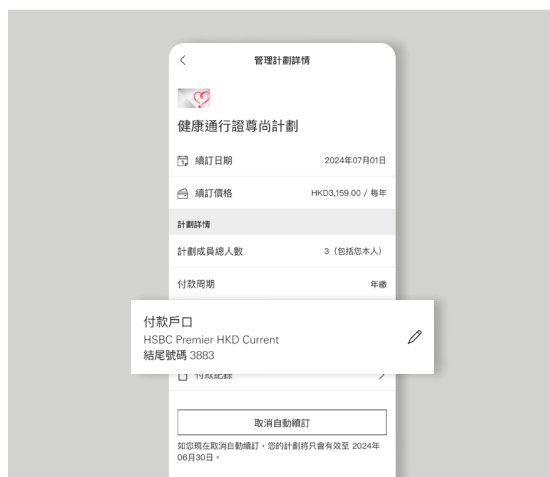 管理計劃詳情
健康通行證尊尚計劃
續訂日期 2024年07月01日
續訂價格 HKD3,159.00 / 每年
計劃詳情
計劃成員總人數 3（包括您本人）
付款周期 年繳
付款戶口
HSBC Premier HKD Current
結尾號碼 3883
付款記錄
取消自動續訂
如您現在取消自動續訂，您的計劃將只會有效至 2024年
06月30日。